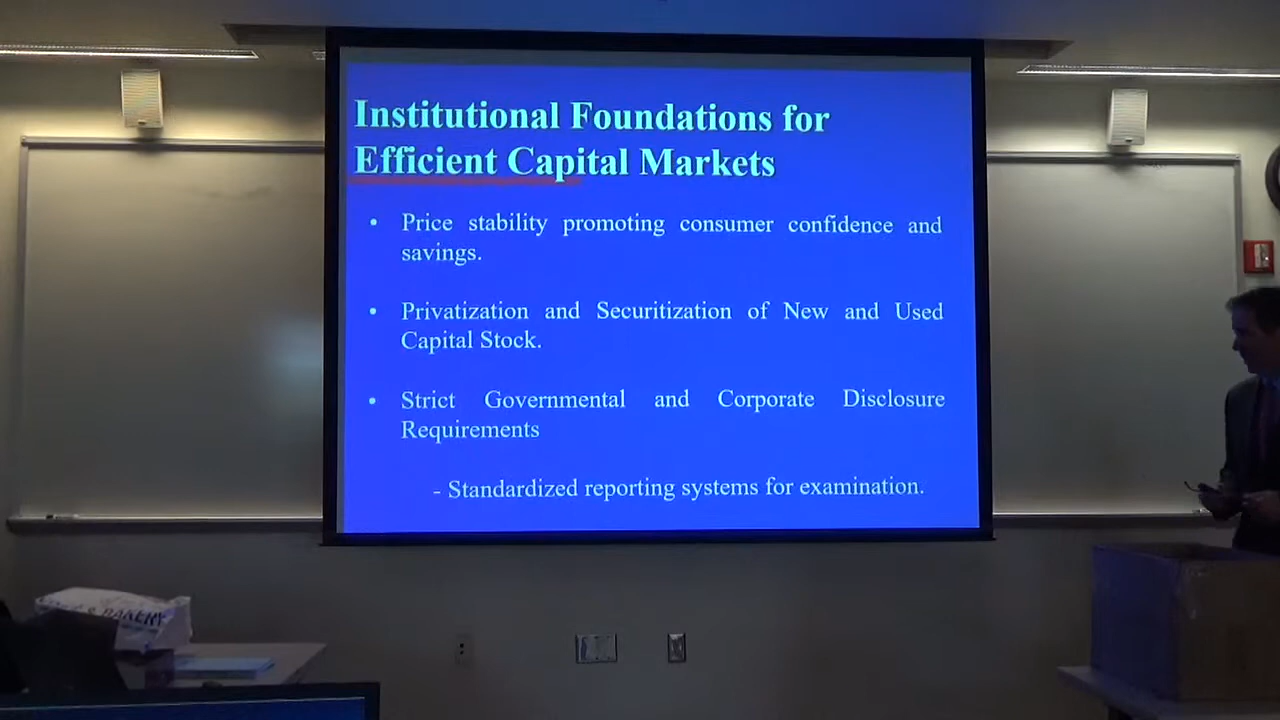 Institutional Foundations for
Efficient Capital Markets
• Price stability promoting consumer confidence and
savings.
• Privatization and Securitization of New and Used
Capital Stock.
• Strict Governmental and Corporate Disclosure
Requirements
- Standardized reporting systems for examination.
& BAKERY